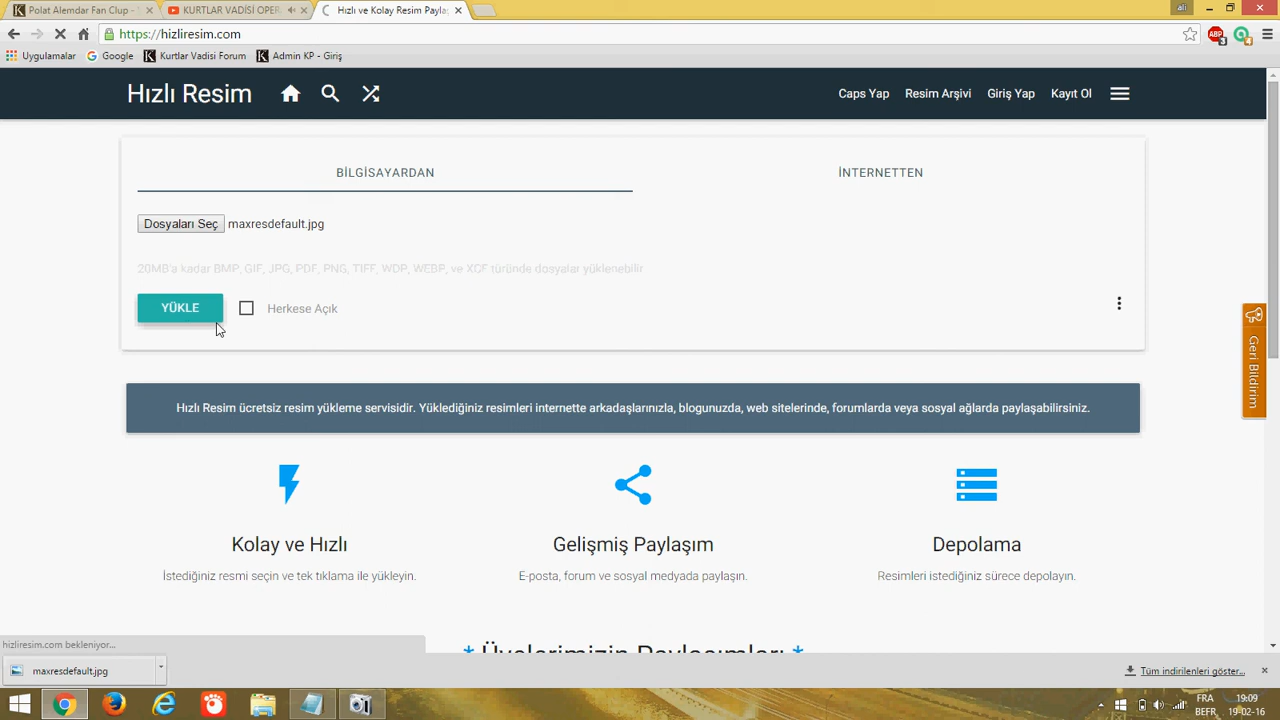 Polat Alemdar Fan Clup -
KURTLAR VADİSİ OPER
Hızlı ve Kolay Resim Payla
ali
https://hizliresim.com
ABP
Uygulamalar
Google
Kurtlar Vadisi Forum
Admin KP - Giriş
Hızlı Resim
Caps Yap
Resim Arşivi
Giriş Yap
Kayıt Ol
BİLGİSAYARDAN
İNTERNETTEN
Dosyaları Seç
maxresdefault.jpg
20MB'a kadar BMP, GIF, JPG, PDF, PNG, TIFF, WDP, WEBP, ve XCF türünde dosyalar yüklenebilir
YÜKLE
Herkese Açık
Geri Bildirim
Hızlı Resim ücretsiz resim yükleme servisidir. Yüklediğiniz resimleri internette arkadaşlarınızla, blogunuzda, web sitelerinde, forumlarda veya sosyal ağlarda paylaşabilirsiniz.
Kolay ve Hızlı
Gelişmiş Paylaşım
Depolama
İstediğiniz resmi seçin ve tek tıklama ile yükleyin.
E-posta, forum ve sosyal medyada paylaşın.
Resimleri istediğiniz sürece depolayın.
* Üyelerimizin Paylaşımları *
hizliresim.com bekleniyor...
maxresdefault.jpg
Tüm indirilenleri göster...
FRA
BEFR
19:09
19-02-16